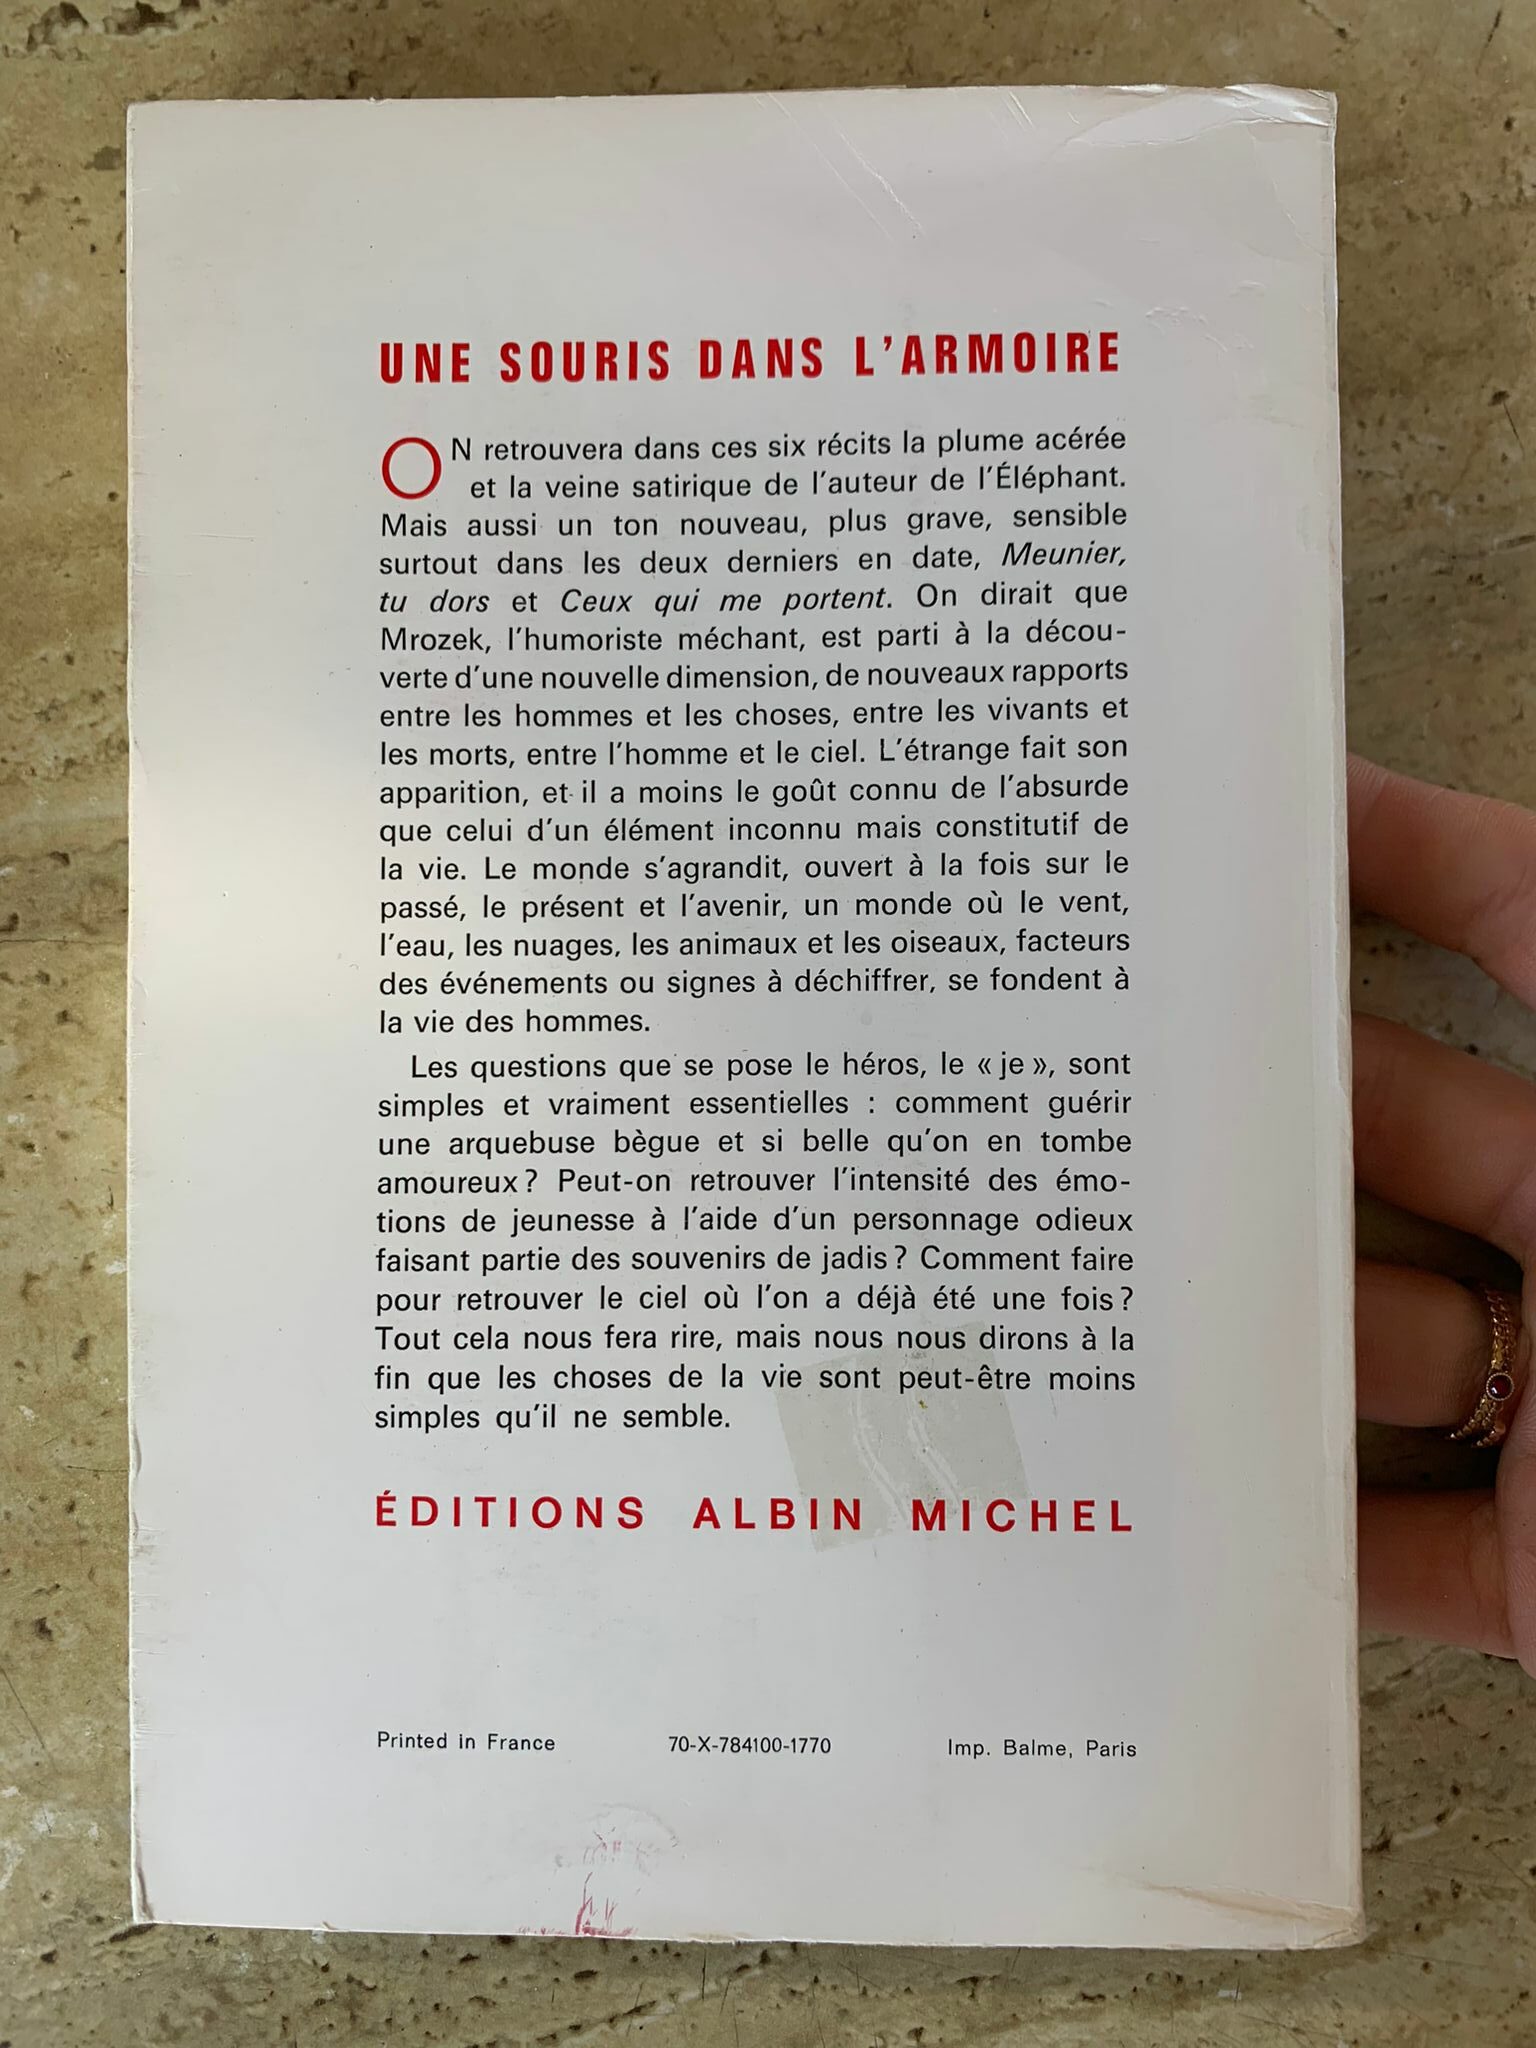 UNE SOURIS DANS L'ARMOIRE
ON retrouvera dans ces six récits la plume acérée
et la veine satirique de l'auteur de l'Éléphant.
Mais aussi un ton nouveau, plus grave, sensible
surtout dans les deux derniers en date, Meunier,
tu dors et Ceux qui me portent. On dirait que
Mrozek, l'humoriste méchant, est parti à la décou-
verte d'une nouvelle dimension, de nouveaux rapports
entre les hommes et les choses, entre les vivants et
les morts, entre l'homme et le ciel. L'étrange fait son
apparition, et il a moins le goût connu de l'absurde
que celui d'un élément inconnu mais constitutif de
la vie. Le monde s'agrandit, ouvert à la fois sur le
passé, le présent et l'avenir, un monde où le vent,
l'eau, les nuages, les animaux et les oiseaux, facteurs
des événements ou signes à déchiffrer, se fondent à
la vie des hommes.
Les questions que se pose le héros, le « je », sont
simples et vraiment essentielles : comment guérir
une arquebuse bègue et si belle qu'on en tombe
amoureux ? Peut-on retrouver l'intensité des émo-
tions de jeunesse à l'aide d'un personnage odieux
faisant partie des souvenirs de jadis ? Comment faire
pour retrouver le ciel où l'on a déjà été une fois ?
Tout cela nous fera rire, mais nous nous dirons à la
fin que les choses de la vie sont peut-être moins
simples qu'il ne semble.
ÉDITIONS ALBIN MICHEL
Printed in France 70-X-784100-1770 Imp. Balme, Paris